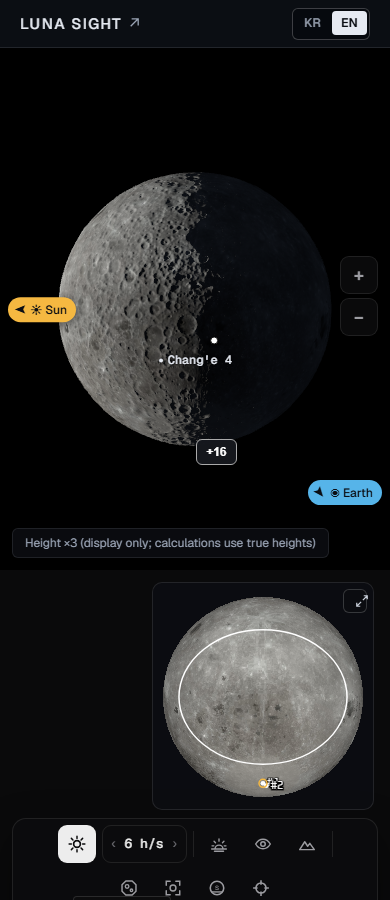 LUNA SIGHT ↗
KR EN
+
Sun
−
Chang'e 4
+16
Earth
Height ×3 (display only; calculations use true heights)
#2
‹ 6 h/s ›